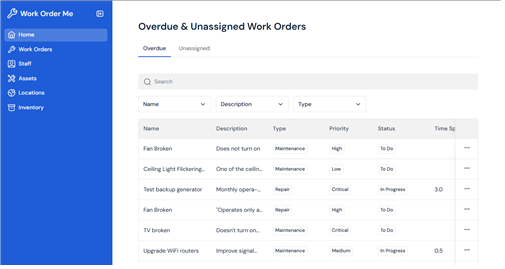 Work Order Me
Home
Work Orders
Staff
Assets
Locations
Inventory
Overdue & Unassigned Work Orders
Overdue Unassigned
Search
Name Description Type
Name Description Type Priority Status Time Sp
Fan Broken Does not turn on Maintenance High To Do
Ceiling Light Flickering... One of the ceilin... Maintenance Low To Do
Test backup generator Monthly opera-... Repair Critical In Progress 3.0
Fan Broken "Operates only a... Repair High To Do
TV broken Doesn't turn on... Maintenance Critical To Do
Upgrade WiFi routers Improve signal... Maintenance Medium In Progress 0.5